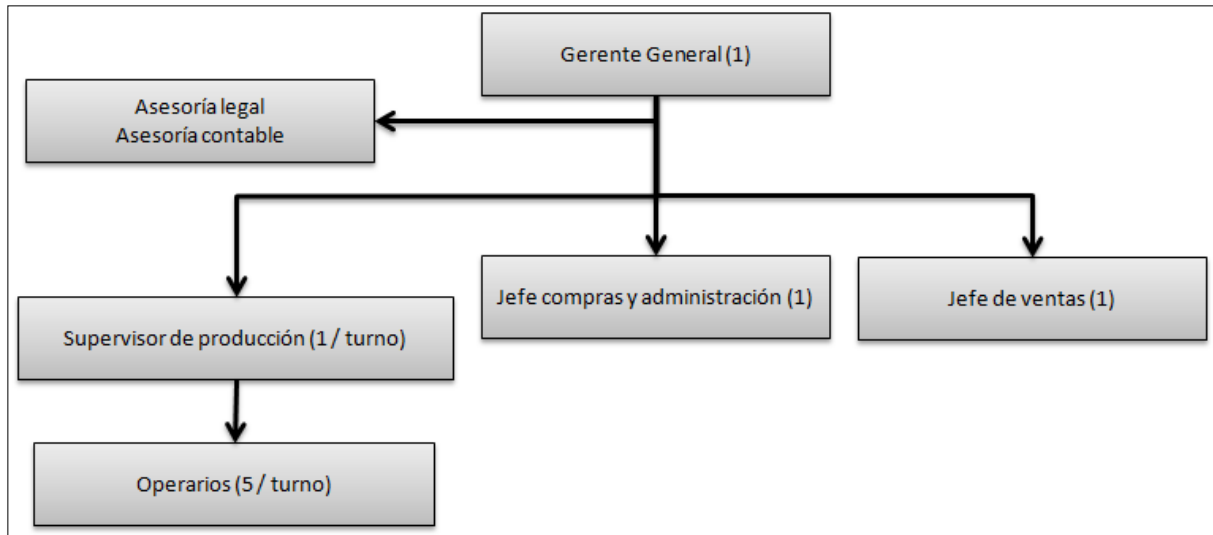 Gerente General (1)
Asesoría legal
Asesoría contable
Jefe compras y administración (1)
Jefe de ventas (1)
Supervisor de producción (1 / turno)
Operarios (5 / turno)